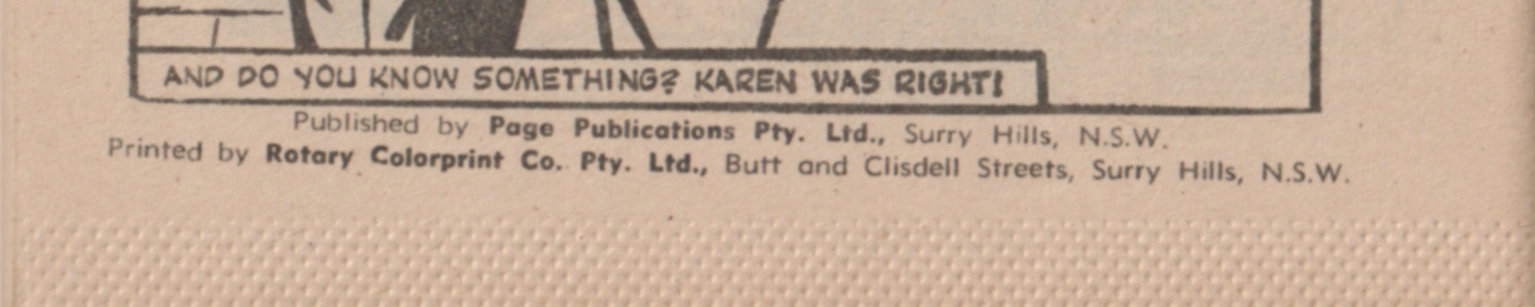 AND DO YOU KNOW SOMETHING? KAREN WAS RIGHT!
Published by Page Publications Pty. Ltd., Surry Hills, N.S.W.
Printed by Rotary Colorprint Co. Pty. Ltd., Butt and Clisdell Streets, Surry Hills, N.S.W.